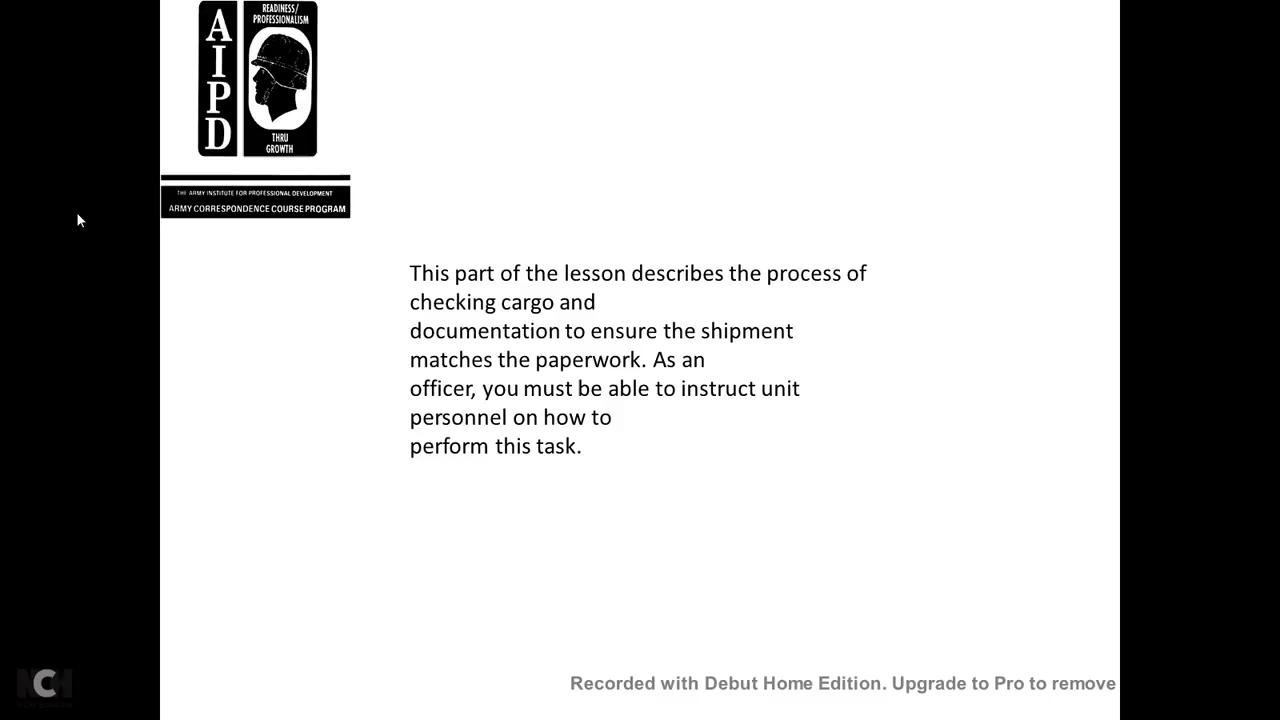 A
I
P
D
READINESS/
PROFESSIONALISM
THRU
GROWTH
THE ARMY INSTITUTE FOR PROFESSIONAL DEVELOPMENT
ARMY CORRESPONDENCE COURSE PROGRAM
This part of the lesson describes the process of
checking cargo and
documentation to ensure the shipment
matches the paperwork. As an
officer, you must be able to instruct unit
personnel on how to
perform this task.
NCH
Recorded with Debut Home Edition. Upgrade to Pro to remove